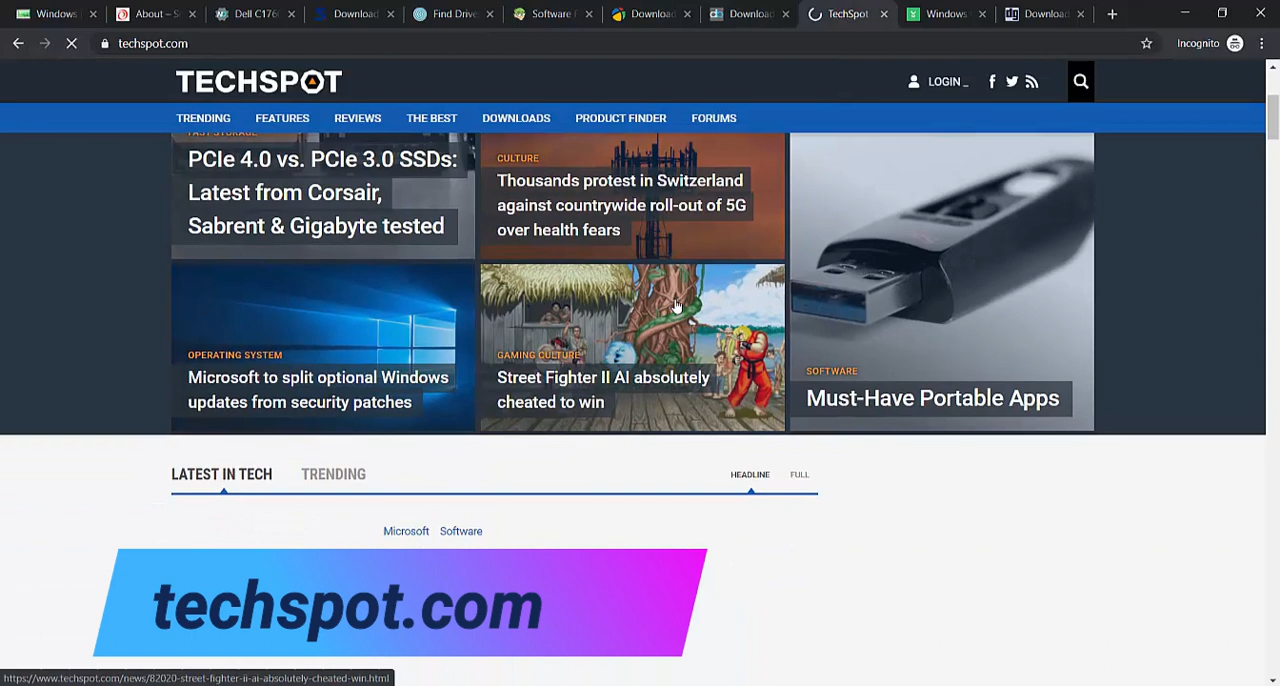 Windows
About – S
Dell C176
Download
Find Drive
Software F
Download
Download
TechSpot
Windows
Download
techspot.com
Incognito
TECHSPOT
LOGIN _
TRENDING
FEATURES
REVIEWS
THE BEST
DOWNLOADS
PRODUCT FINDER
FORUMS
FAST STORAGE
PCIe 4.0 vs. PCIe 3.0 SSDs:
Latest from Corsair,
Sabrent & Gigabyte tested
CULTURE
Thousands protest in Switzerland
against countrywide roll-out of 5G
over health fears
OPERATING SYSTEM
Microsoft to split optional Windows
updates from security patches
GAMING CULTURE
Street Fighter II AI absolutely
cheated to win
SOFTWARE
Must-Have Portable Apps
LATEST IN TECH
TRENDING
HEADLINE
FULL
Microsoft Software
techspot.com
https://www.techspot.com/news/82020-street-fighter-ii-ai-absolutely-cheated-win.html